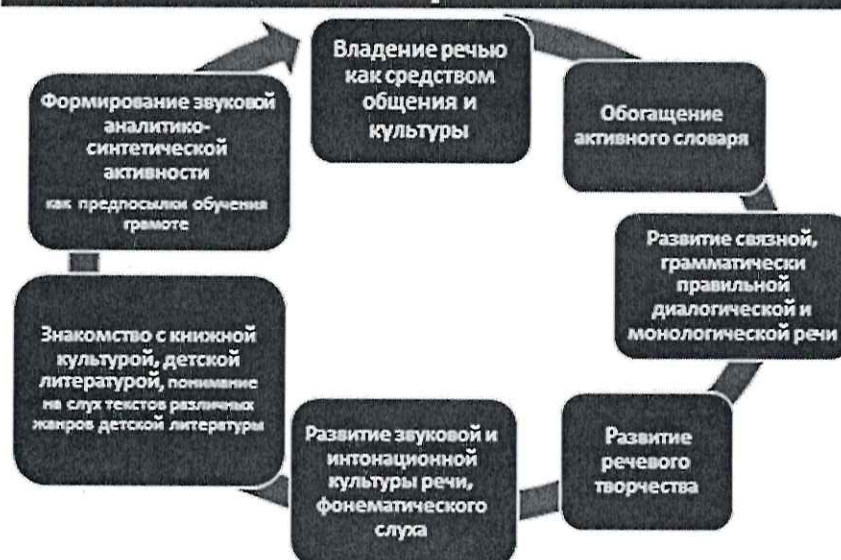 Владение речью
как средством
общения и
культуры
Обогащение
активного словаря
Развитие связной,
грамматически
правильной
диалогической и
монологической речи
Развитие
речевого
творчества
Развитие звуковой и
интонационной
культуры речи,
фонематического
слуха
Знакомство с книжной
культурой, детской
литературой, понимание
на слух текстов различных
жанров детской литературы
Формирование звуковой
аналитико-
синтетической
активности
как предпосылки обучения
грамоте